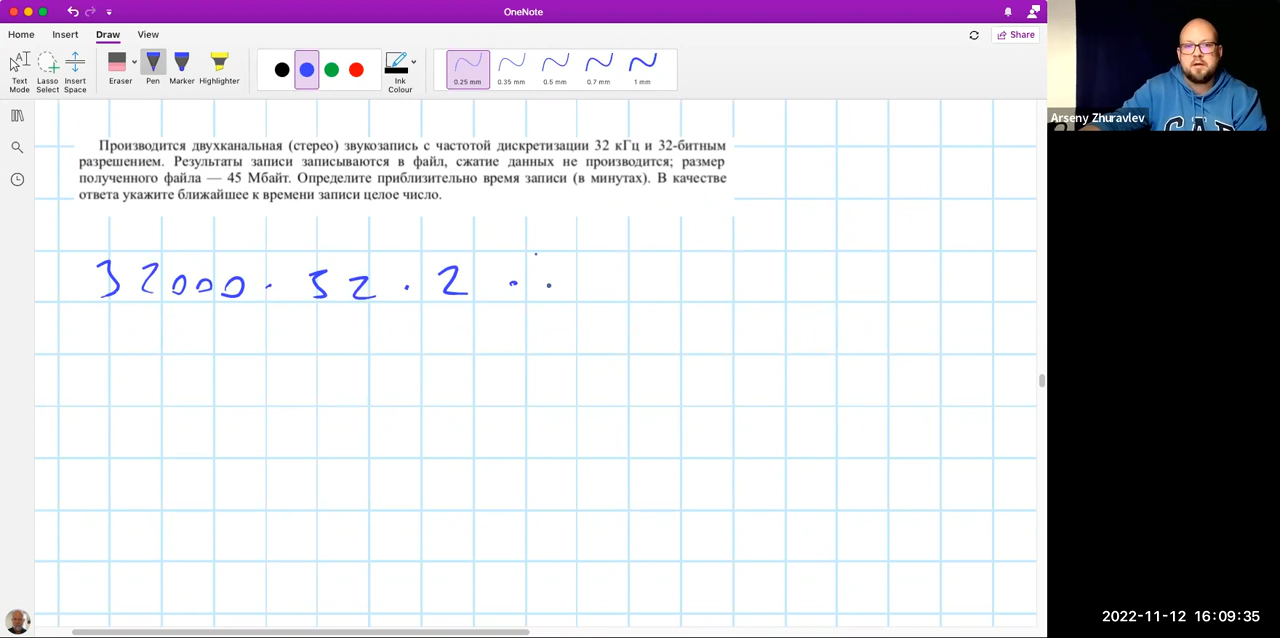 OneNote
Home Insert Draw View
Share
Text Mode
Lasso Select
Insert Space
Eraser
Pen
Marker
Highlighter
Ink Colour
0.25 mm
0.35 mm
0.5 mm
0.7 mm
1 mm
Arseny Zhuravlev
Производится двухканальная (стерео) звукозапись с частотой дискретизации 32 кГц и 32-битным
разрешением. Результаты записи записываются в файл, сжатие данных не производится; размер
полученного файла — 45 Мбайт. Определите приблизительно время записи (в минутах). В качестве
ответа укажите ближайшее к времени записи целое число.
32000 · 32 · 2 ·
2022-11-12 16:09:35